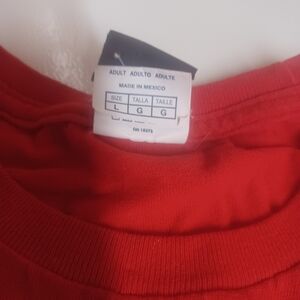 ADULT ADULTO ADULTE
MADE IN MEXICO
SIZE TALLA TAILLE
L G G